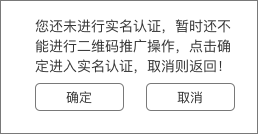 您还未进行实名认证，暂时还不
能进行二维码推广操作，点击确
定进入实名认证，取消则返回！
确定
取消